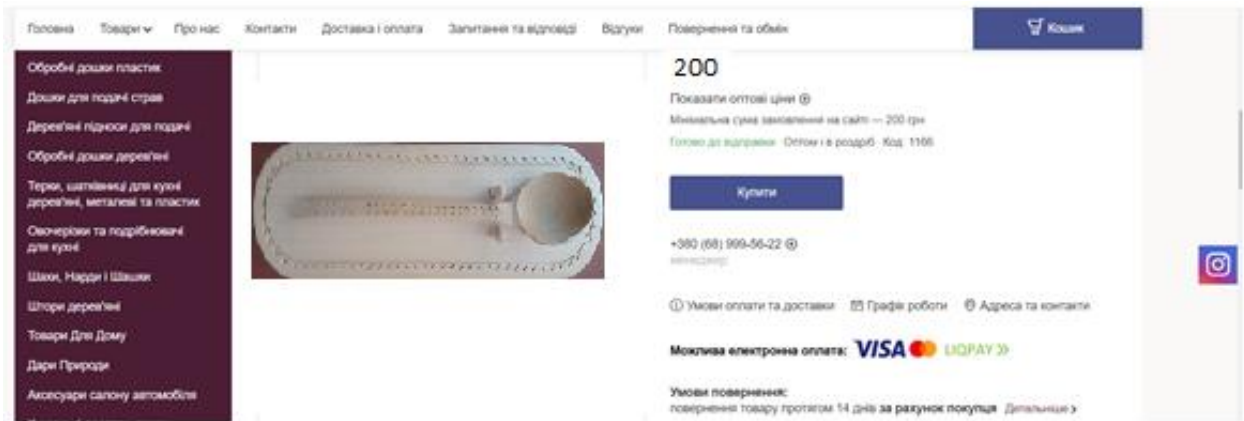 Головна Товари Про нас Контакти Доставка і оплата Запитання та відповіді Відгуки Повернення та обмін Кошик
Обробні дошки пластик
Дошки для подачі страв
Дерев'яні підноси для подачі
Обробні дошки дерев'яні
Терки, шатківниці для кухні
дерев'яні, металеві та пластик
Овочерізки та подрібнювачі
для кухні
Шахи, Нарди і Шашки
Штори дерев'яні
Товари Для Дому
Дари Природи
Аксесуари салону автомобіля
200
Показати оптові ціни
Мінімальна сума замовлення на сайті — 200 грн
Готово до відправки Оптом і в роздріб Код: 1166
Купити
+380 (68) 999-56-22
менеджер
Умови оплати та доставки Графік роботи Адреса та контакти
Можлива електронна оплата: VISA LIQPAY
Умови повернення:
повернення товару протягом 14 днів за рахунок покупця Детальніше